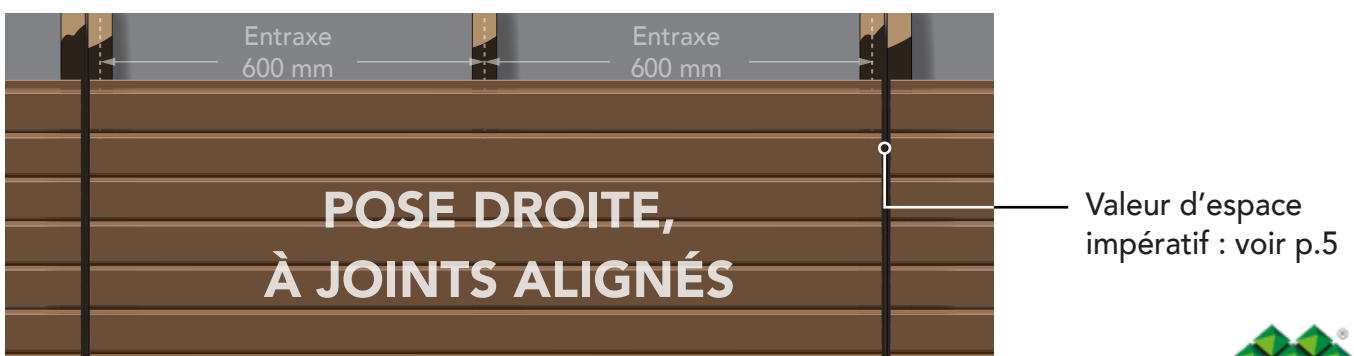 Entraxe
600 mm
Entraxe
600 mm
POSE DROITE,
À JOINTS ALIGNÉS
Valeur d’espace
impératif : voir p.5
®